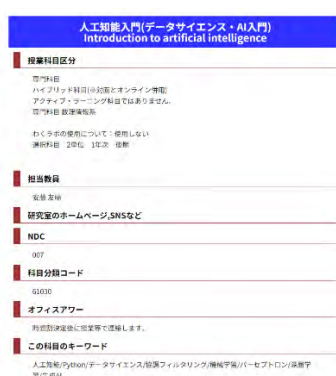 人工知能入門(データサイエンス・AI入門)
Introduction to artificial intelligence
授業科目区分
専門科目
ハイブリッド科目(※対面とオンライン併用)
アクティブ・ラーニング科目ではありません。
専門科目 数理情報系
わくラボの使用について：使用しない
選択科目 2単位 1年次 後期
担当教員
安藤
研究室のホームページ,SNSなど
NDC
007
科目分類コード
61030
オフィスアワー
時間割決定後に授業等で連絡します。
この科目のキーワード
人工知能/Python/データサイエンス/協調フィルタリング/機械学習/パーセプトロン/深層学
習/生成AI